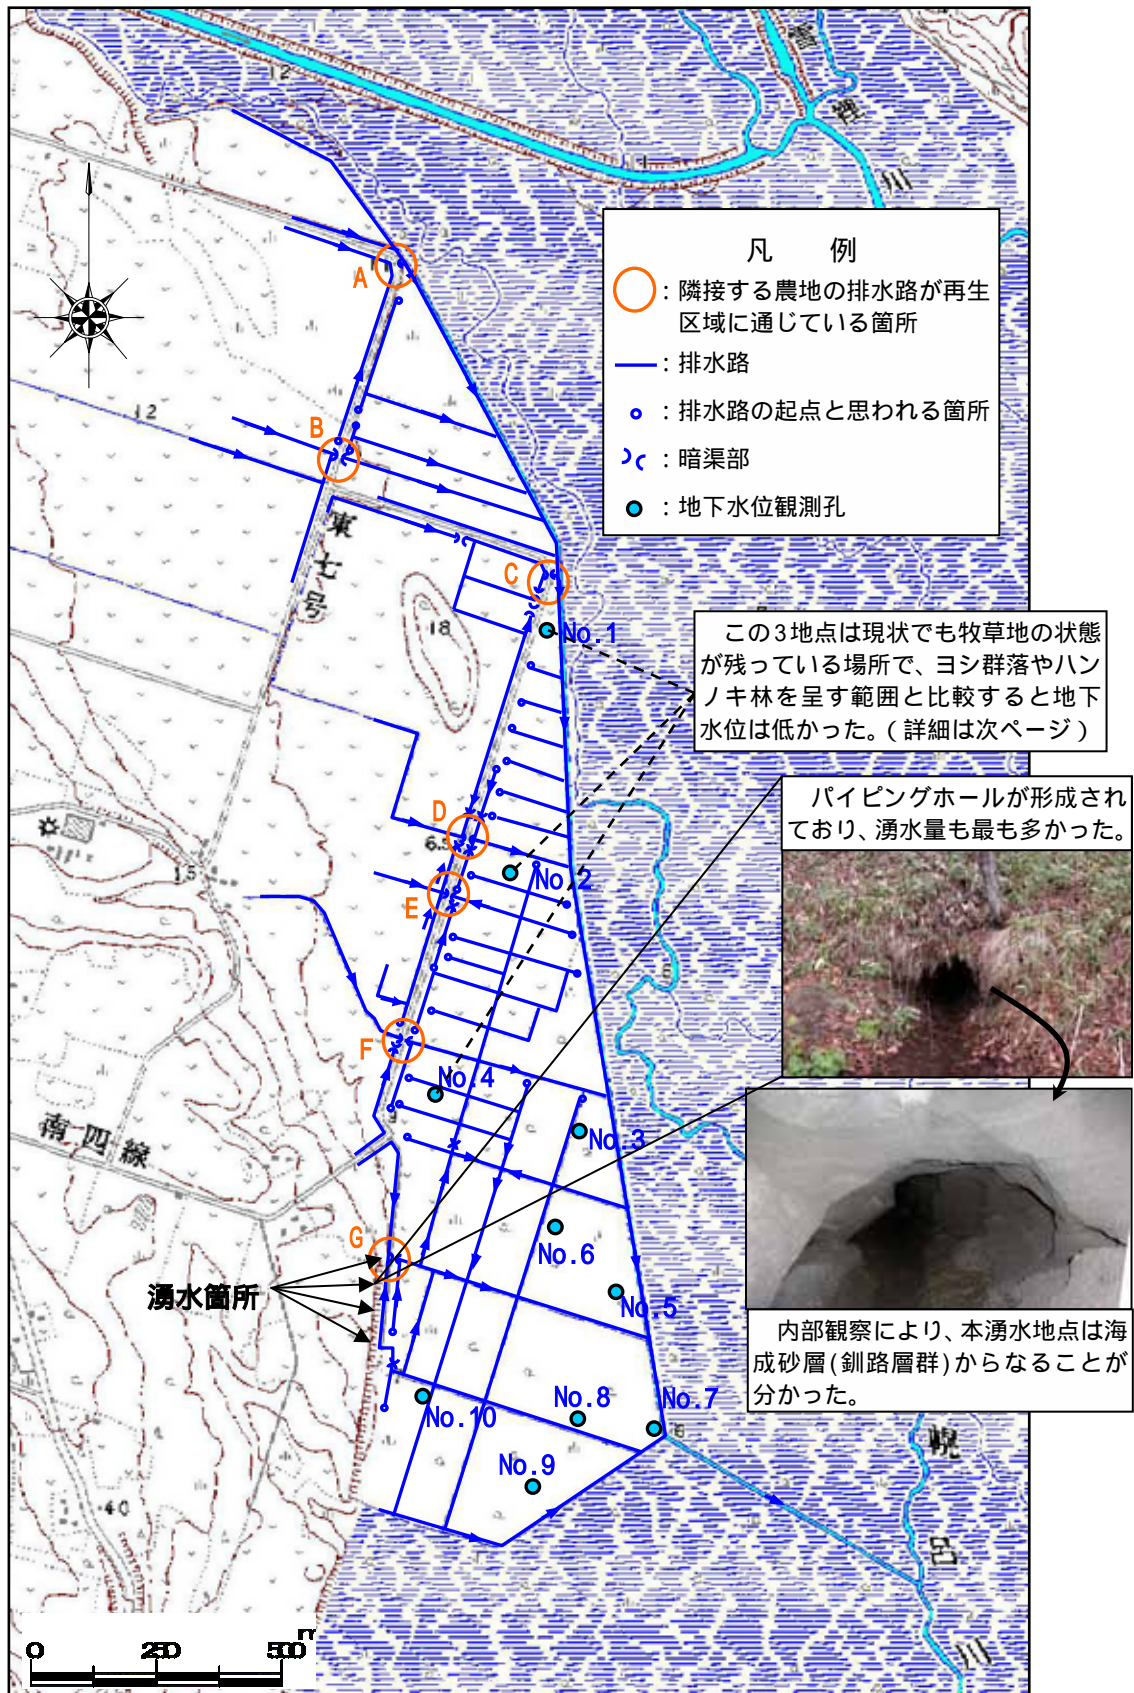 雪
裡
川
12
11
凡　例
：隣接する農地の排水路が再生
区域に通じている箇所
：排水路
：排水路の起点と思われる箇所
：暗渠部
：地下水位観測孔
A
B
12
東
七
号
C
18
No.1
この3地点は現状でも牧草地の状態
が残っている場所で、ヨシ群落やハン
ノキ林を呈す範囲と比較すると地下
水位は低かった。(詳細は次ページ)
パイピングホールが形成され
ており、湧水量も最も多かった。
D
15
No.2
E
F
No.4
No.3
南四線
G
No.6
湧水箇所
No.5
内部観察により、本湧水地点は海
成砂層(釧路層群)からなることが
分かった。
No.8
No.7
No.10
No.9
40
幌
呂
川
0 250 500m